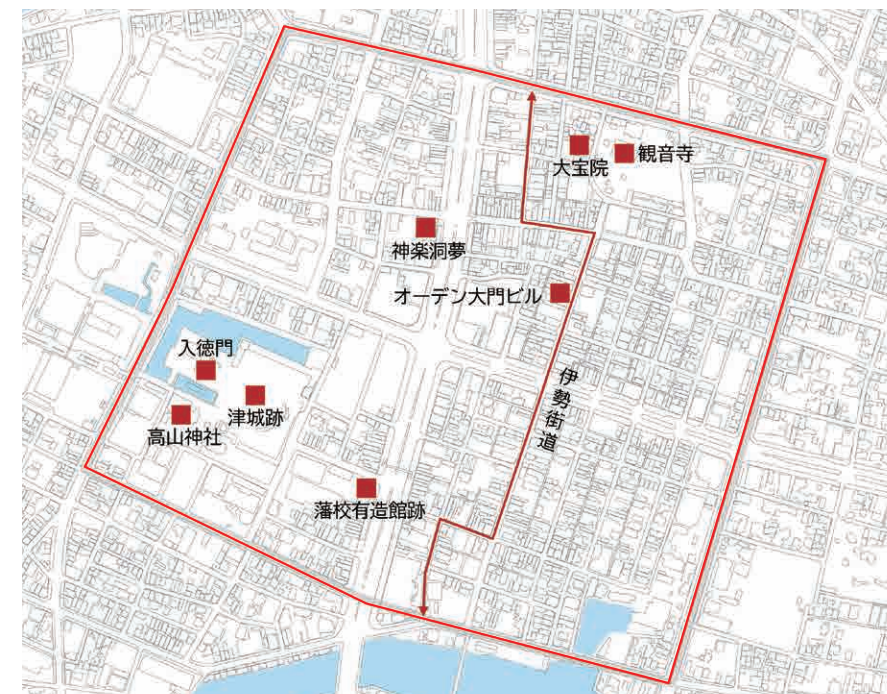 大宝院
観音寺
神楽洞夢
オーデン大門ビル
入徳門
伊勢街道
津城跡
高山神社
藩校有造館跡